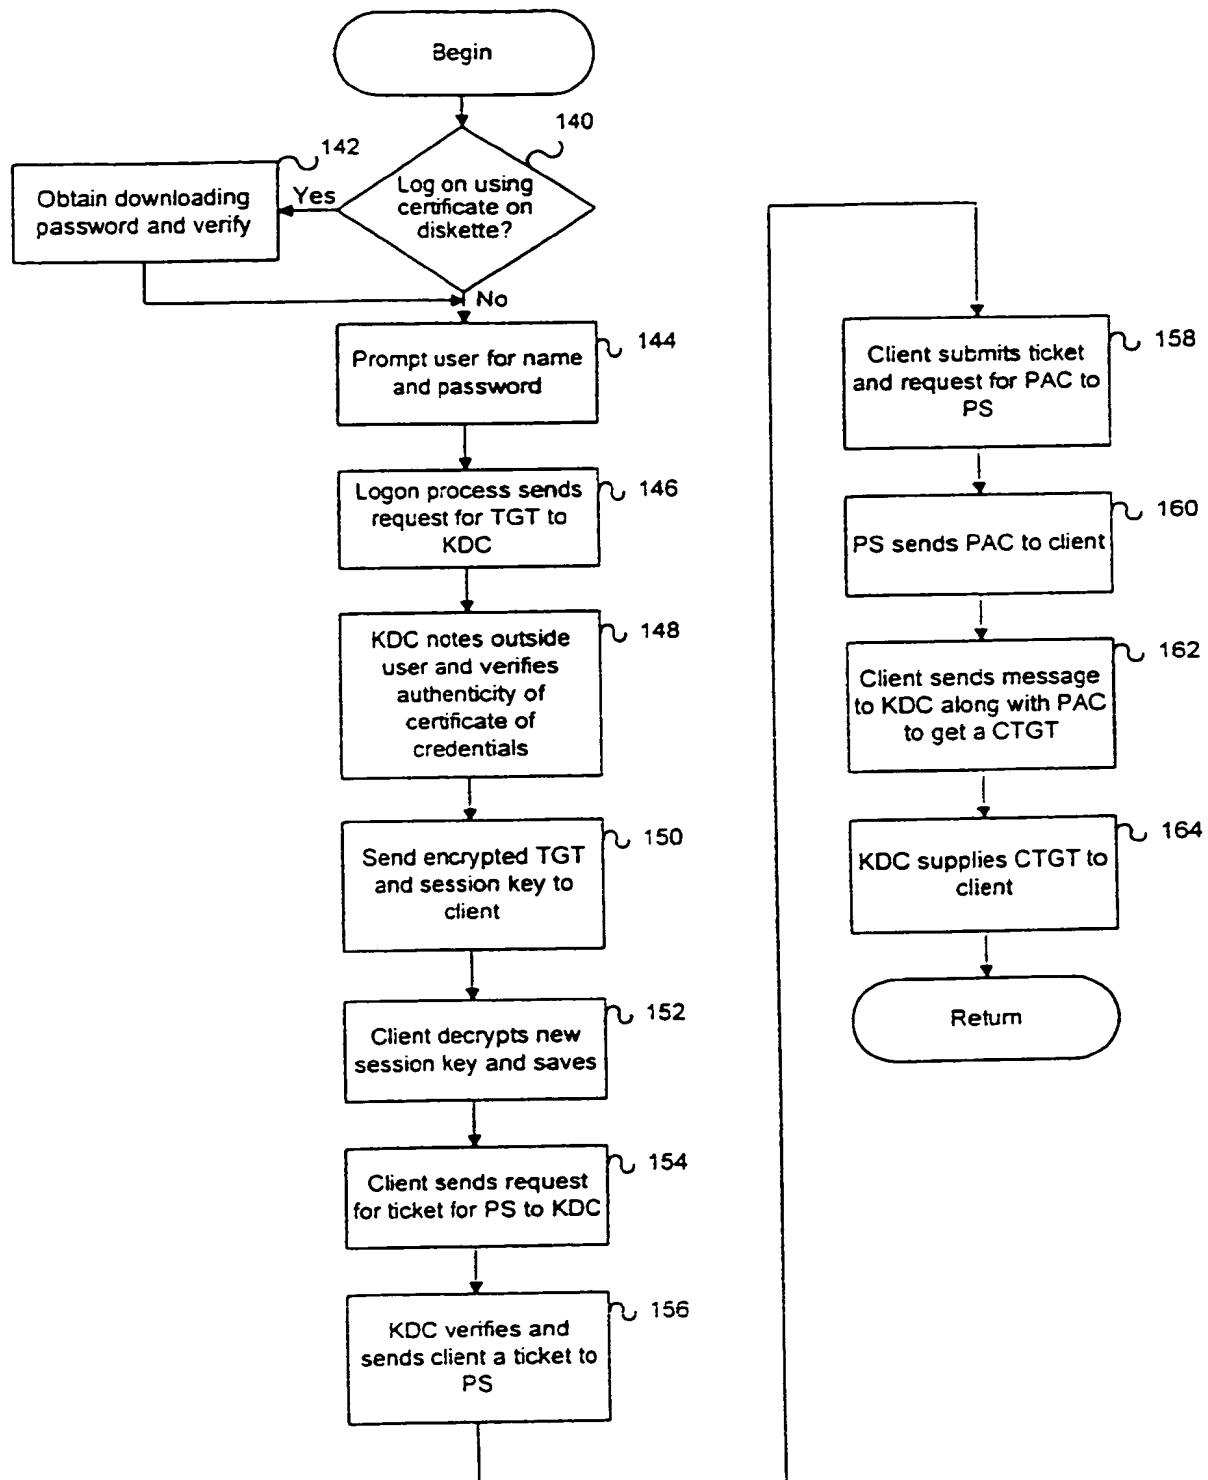 Begin
140
Log on using
certificate on
diskette?
Yes
142
Obtain downloading
password and verify
No
144
Prompt user for name
and password
146
Logon process sends
request for TGT to
KDC
148
KDC notes outside
user and verifies
authenticity of
certificate of
credentials
150
Send encrypted TGT
and session key to
client
152
Client decrypts new
session key and saves
154
Client sends request
for ticket for PS to KDC
156
KDC verifies and
sends client a ticket to
PS
158
Client submits ticket
and request for PAC to
PS
160
PS sends PAC to client
162
Client sends message
to KDC along with PAC
to get a CTGT
164
KDC supplies CTGT to
client
Return